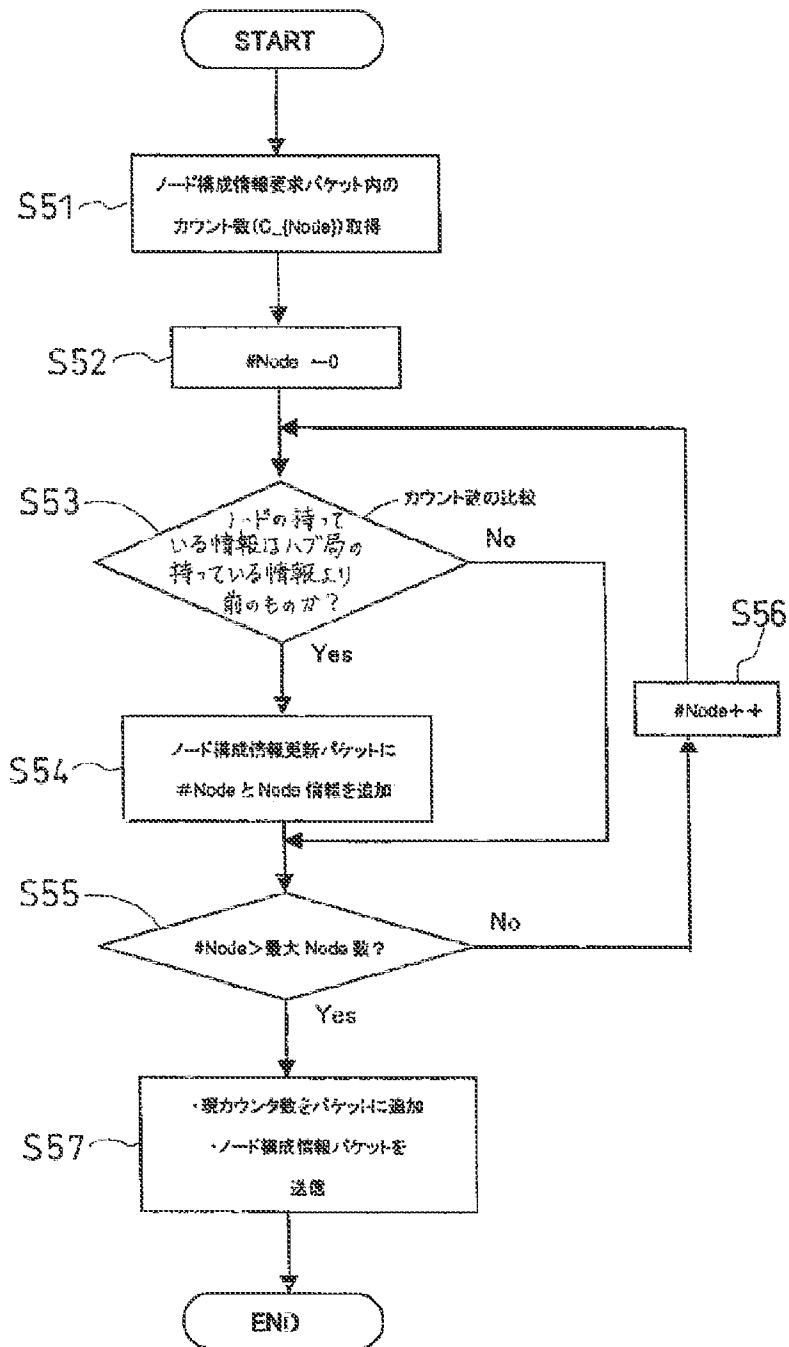 START
S51
ノード構成情報要求パケット内の
カウント数(C_{Node})取得
S52
#Node ←0
S53
カウント数の比較
ノードの持って
いる情報はハブ局の
持っている情報より
前のものか?
No
Yes
S56
#Node++
S54
ノード構成情報更新パケットに
#Node と Node 情報を追加
S55
#Node>最大 Node 数?
No
Yes
S57
・現カウンタ数をパケットに追加
・ノード構成情報パケットを
送信
END